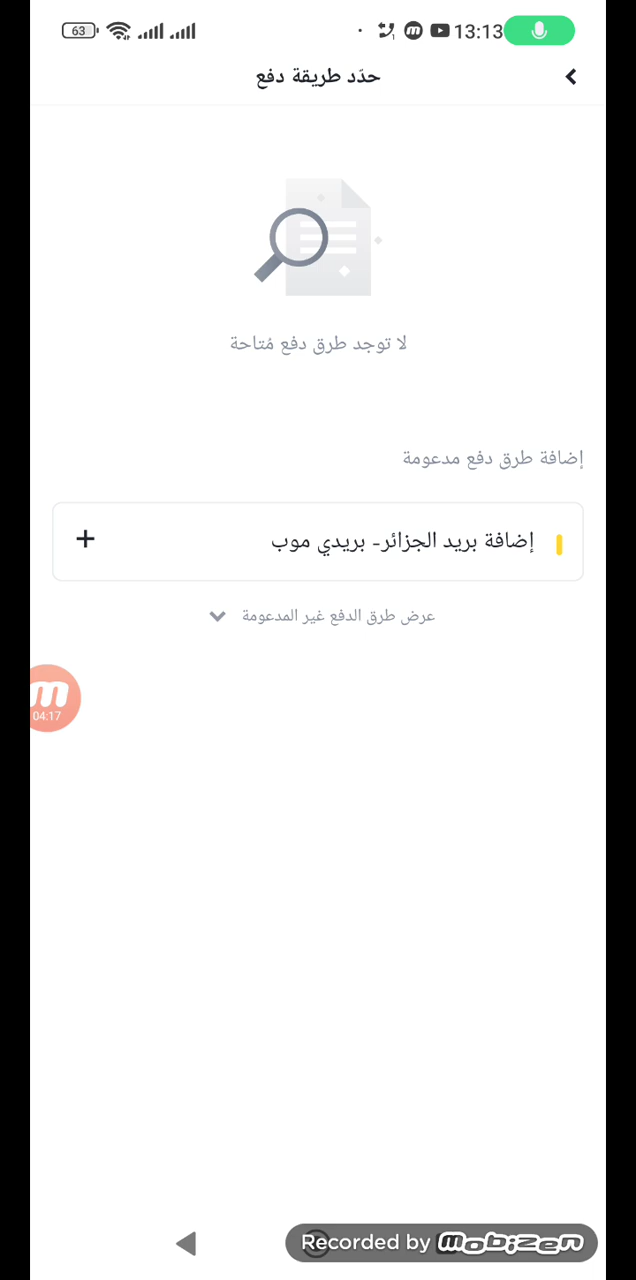 63 13:13
حدّد طريقة دفع
لا توجد طرق دفع مُتاحة
إضافة طرق دفع مدعومة
إضافة بريد الجزائر- بريدي موب
عرض طرق الدفع غير المدعومة
04:17
Recorded by mobizen